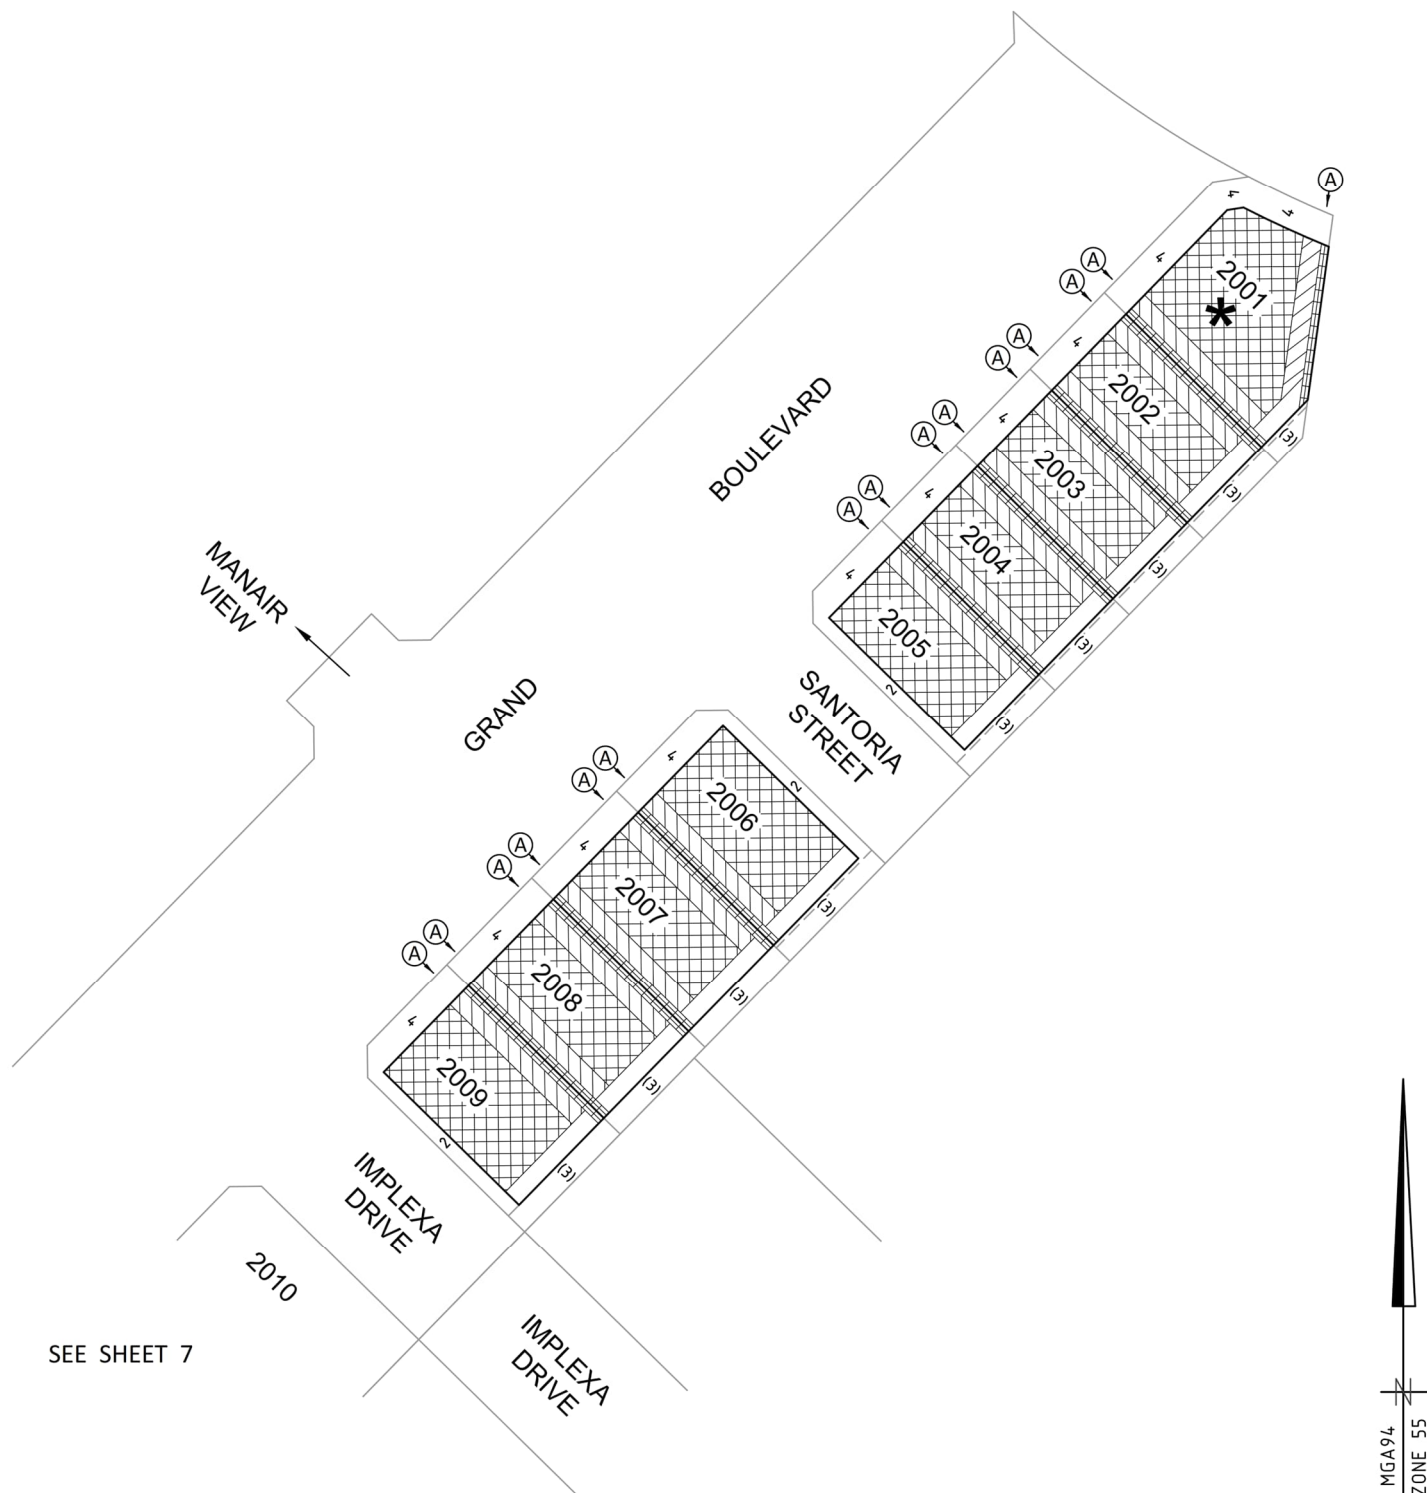 A
4
4
A
A
4
2001
*
A
A
4
2002
(3)
A
A
4
2003
(3)
BOULEVARD
A
A
4
2004
(3)
4
2005
(3)
2
(3)
MANAIR
VIEW
GRAND
SANTORIA
STREET
A
A
4
2006
2
A
A
4
2007
(3)
A
A
4
2008
(3)
4
2009
(3)
2
(3)
IMPLEXA
DRIVE
2010
IMPLEXA
DRIVE
SEE SHEET 7
N
MGA94
ZONE 55